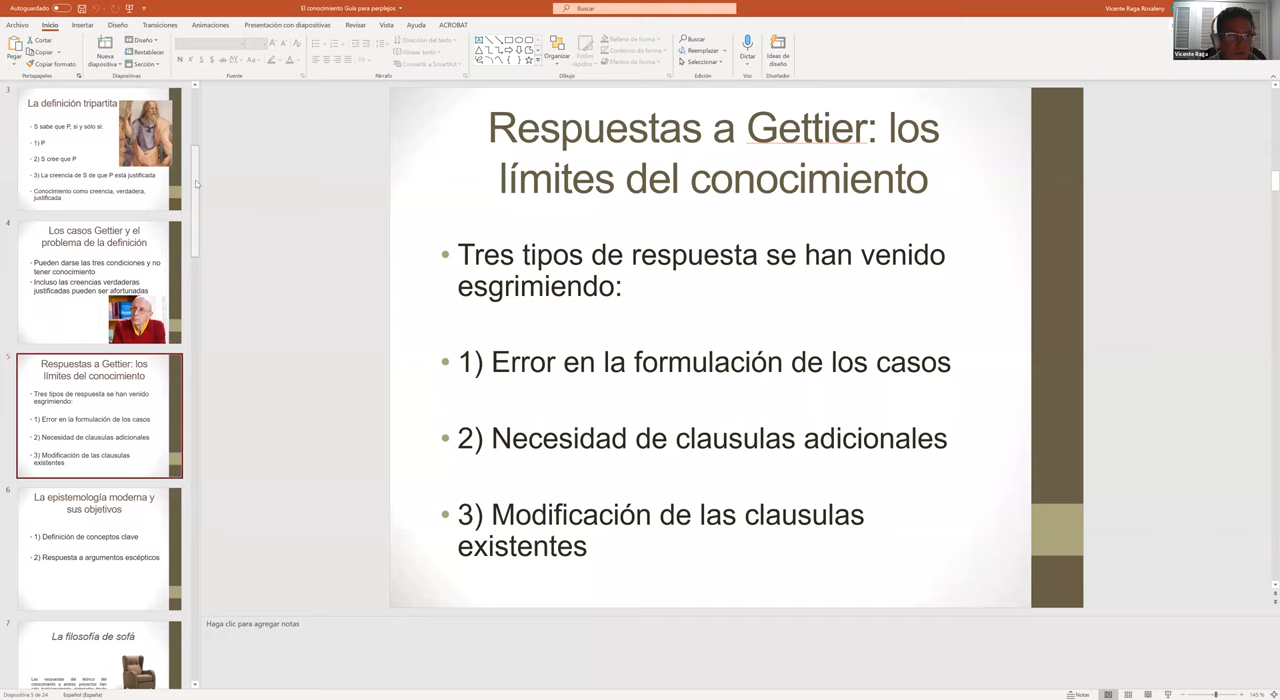 Autoguardado
El conocimiento Guía para perplejos
Buscar
Vicente Raga Rosaleny
Archivo Inicio Insertar Diseño Transiciones Animaciones Presentación con diapositivas Revisar Vista Ayuda ACROBAT
Pegar
Cortar
Copiar
Copiar formato
Portapapeles
Nueva diapositiva
Diseño
Restablecer
Sección
Diapositivas
Fuente
Dirección del texto
Alinear texto
Convertir a SmartArt
Párrafo
Organizar
Estilos rápidos
Relleno de forma
Contorno de forma
Efectos de forma
Dibujo
Buscar
Reemplazar
Seleccionar
Edición
Dictar
Voz
Ideas de diseño
Diseñador
Vicente Raga
3
La definición tripartita
S sabe que P, si y sólo si:
1) P
2) S cree que P
3) La creencia de S de que P está justificada
Conocimiento como creencia, verdadera,
justificada
4
Los casos Gettier y el
problema de la definición
Pueden darse las tres condiciones y no
tener conocimiento
Incluso las creencias verdaderas
justificadas pueden ser afortunadas
5
Respuestas a Gettier: los
límites del conocimiento
Tres tipos de respuesta se han venido
esgrimiendo:
1) Error en la formulación de los casos
2) Necesidad de clausulas adicionales
3) Modificación de las clausulas
existentes
6
La epistemología moderna y
sus objetivos
1) Definición de conceptos clave
2) Respuesta a argumentos escépticos
7
La filosofía de sofá
Respuestas a Gettier: los
límites del conocimiento
• Tres tipos de respuesta se han venido
esgrimiendo:
• 1) Error en la formulación de los casos
• 2) Necesidad de clausulas adicionales
• 3) Modificación de las clausulas
existentes
Haga clic para agregar notas
Diapositiva 5 de 24 Español (España)
Notas
145 %